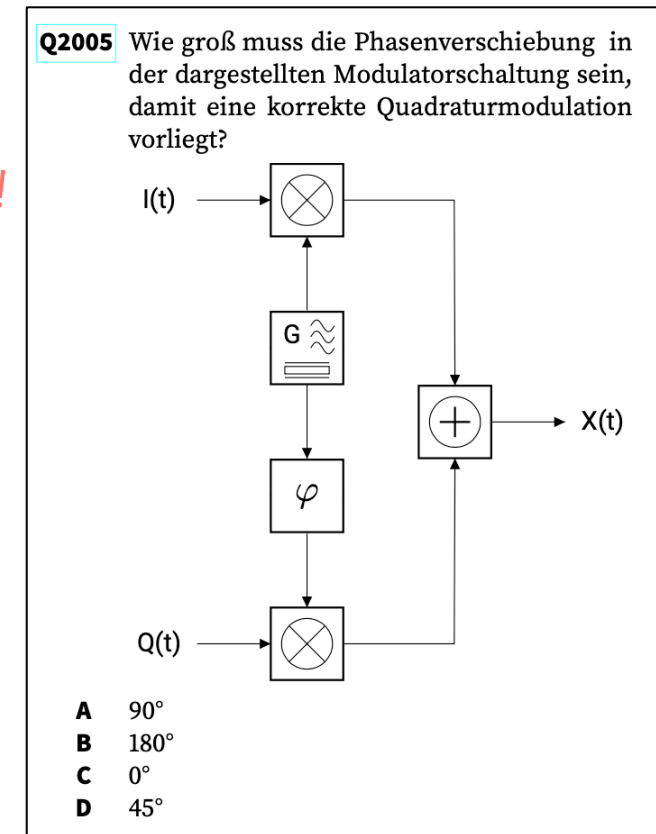 Q2005 Wie groß muss die Phasenverschiebung in
der dargestellten Modulatorschaltung sein,
damit eine korrekte Quadraturmodulation
vorliegt?
!
I(t)
G
X(t)
φ
Q(t)
A 90°
B 180°
C 0°
D 45°